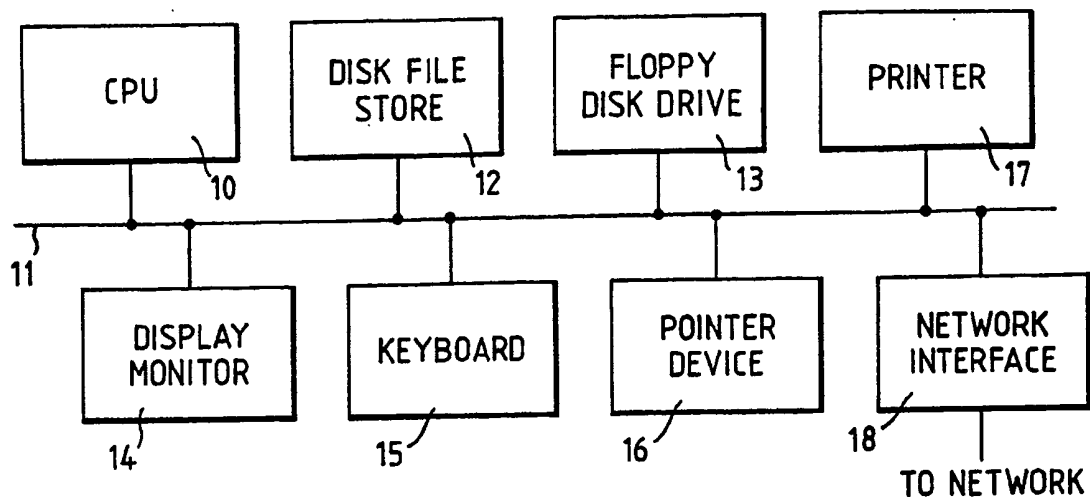 CPU
10
DISK FILE
STORE
12
FLOPPY
DISK DRIVE
13
PRINTER
17
11
DISPLAY
MONITOR
14
KEYBOARD
15
POINTER
DEVICE
16
NETWORK
INTERFACE
18
TO NETWORK